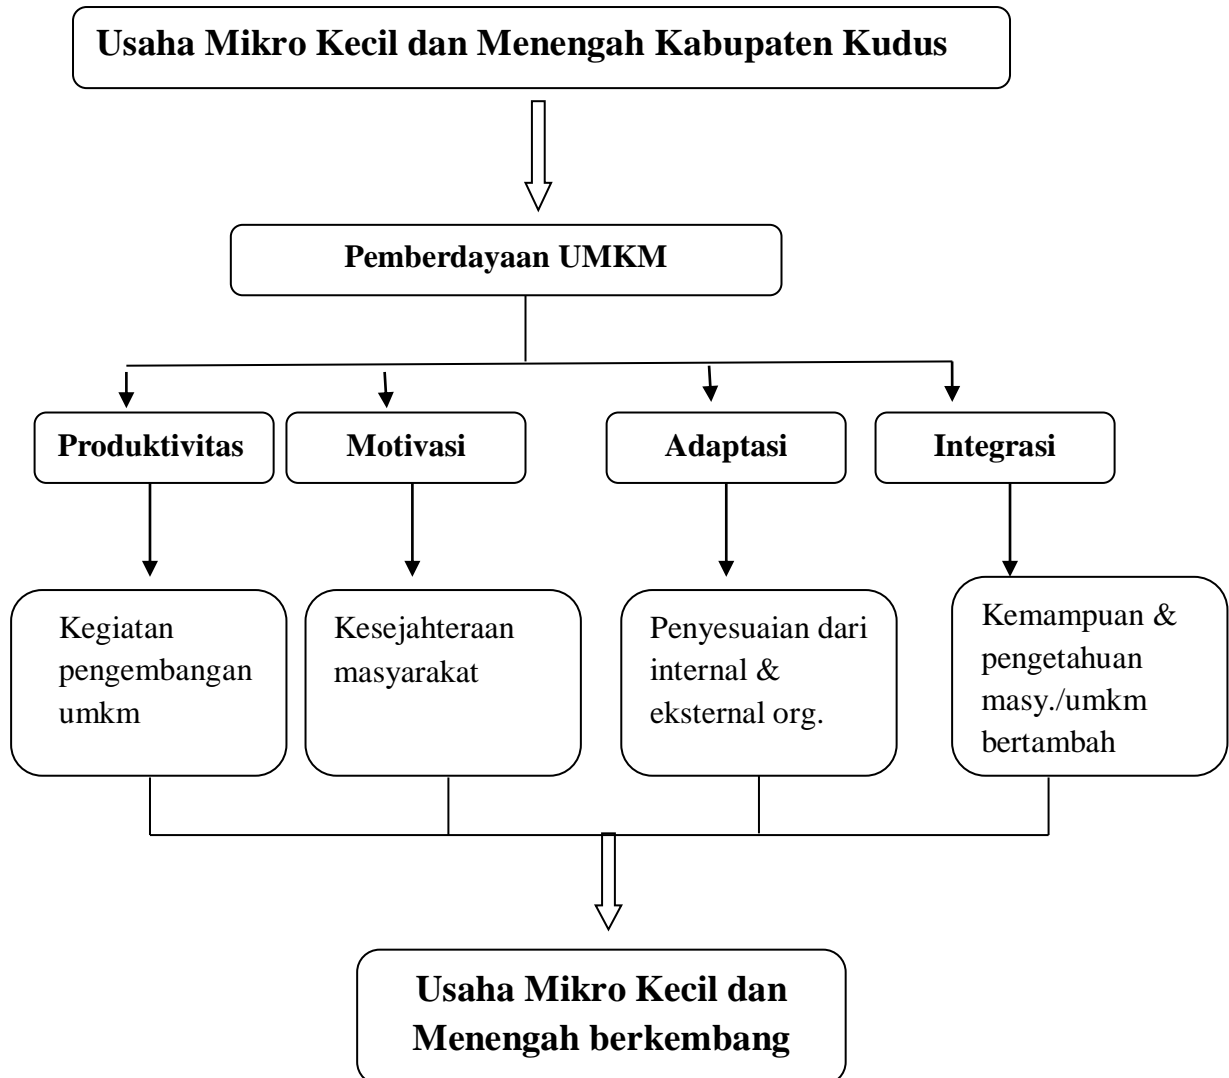 Usaha Mikro Kecil dan Menengah Kabupaten Kudus
Pemberdayaan UMKM
Produktivitas
Motivasi
Adaptasi
Integrasi
Kegiatan
pengembangan
umkm
Kesejahteraan
masyarakat
Penyesuaian dari
internal &
eksternal org.
Kemampuan &
pengetahuan
masy./umkm
bertambah
Usaha Mikro Kecil dan
Menengah berkembang